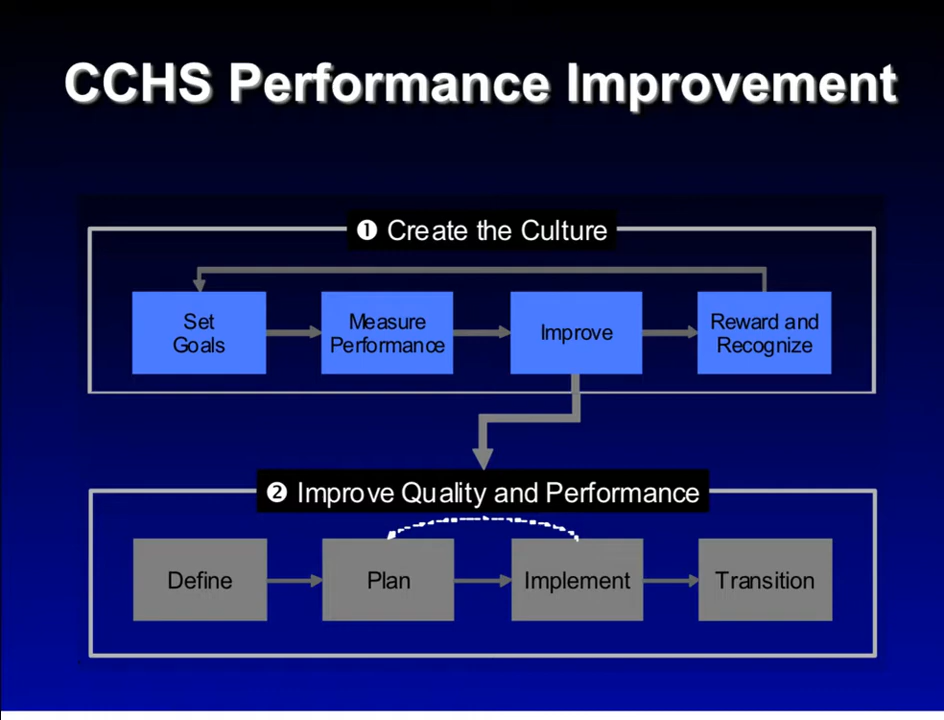 CCHS Performance Improvement
❶ Create the Culture
Set
Goals
Measure
Performance
Improve
Reward and
Recognize
❷ Improve Quality and Performance
Define
Plan
Implement
Transition